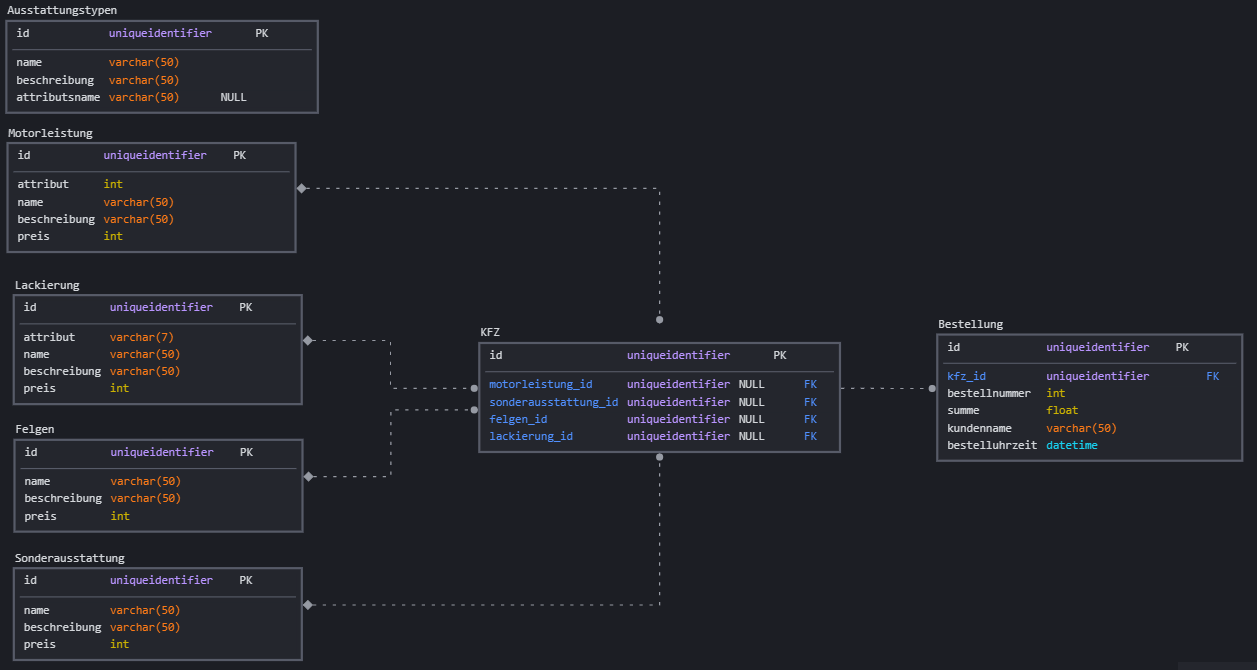 Ausstattungstypen
id uniqueidentifier PK
name varchar(50)
beschreibung varchar(50)
attributsname varchar(50) NULL
Motorleistung
id uniqueidentifier PK
attribut int
name varchar(50)
beschreibung varchar(50)
preis int
Lackierung
id uniqueidentifier PK
attribut varchar(7)
name varchar(50)
beschreibung varchar(50)
preis int
Felgen
id uniqueidentifier PK
name varchar(50)
beschreibung varchar(50)
preis int
Sonderausstattung
id uniqueidentifier PK
name varchar(50)
beschreibung varchar(50)
preis int
KFZ
id uniqueidentifier PK
motorleistung_id uniqueidentifier NULL FK
sonderausstattung_id uniqueidentifier NULL FK
felgen_id uniqueidentifier NULL FK
lackierung_id uniqueidentifier NULL FK
Bestellung
id uniqueidentifier PK
kfz_id uniqueidentifier FK
bestellnummer int
summe float
kundenname varchar(50)
bestelluhrzeit datetime